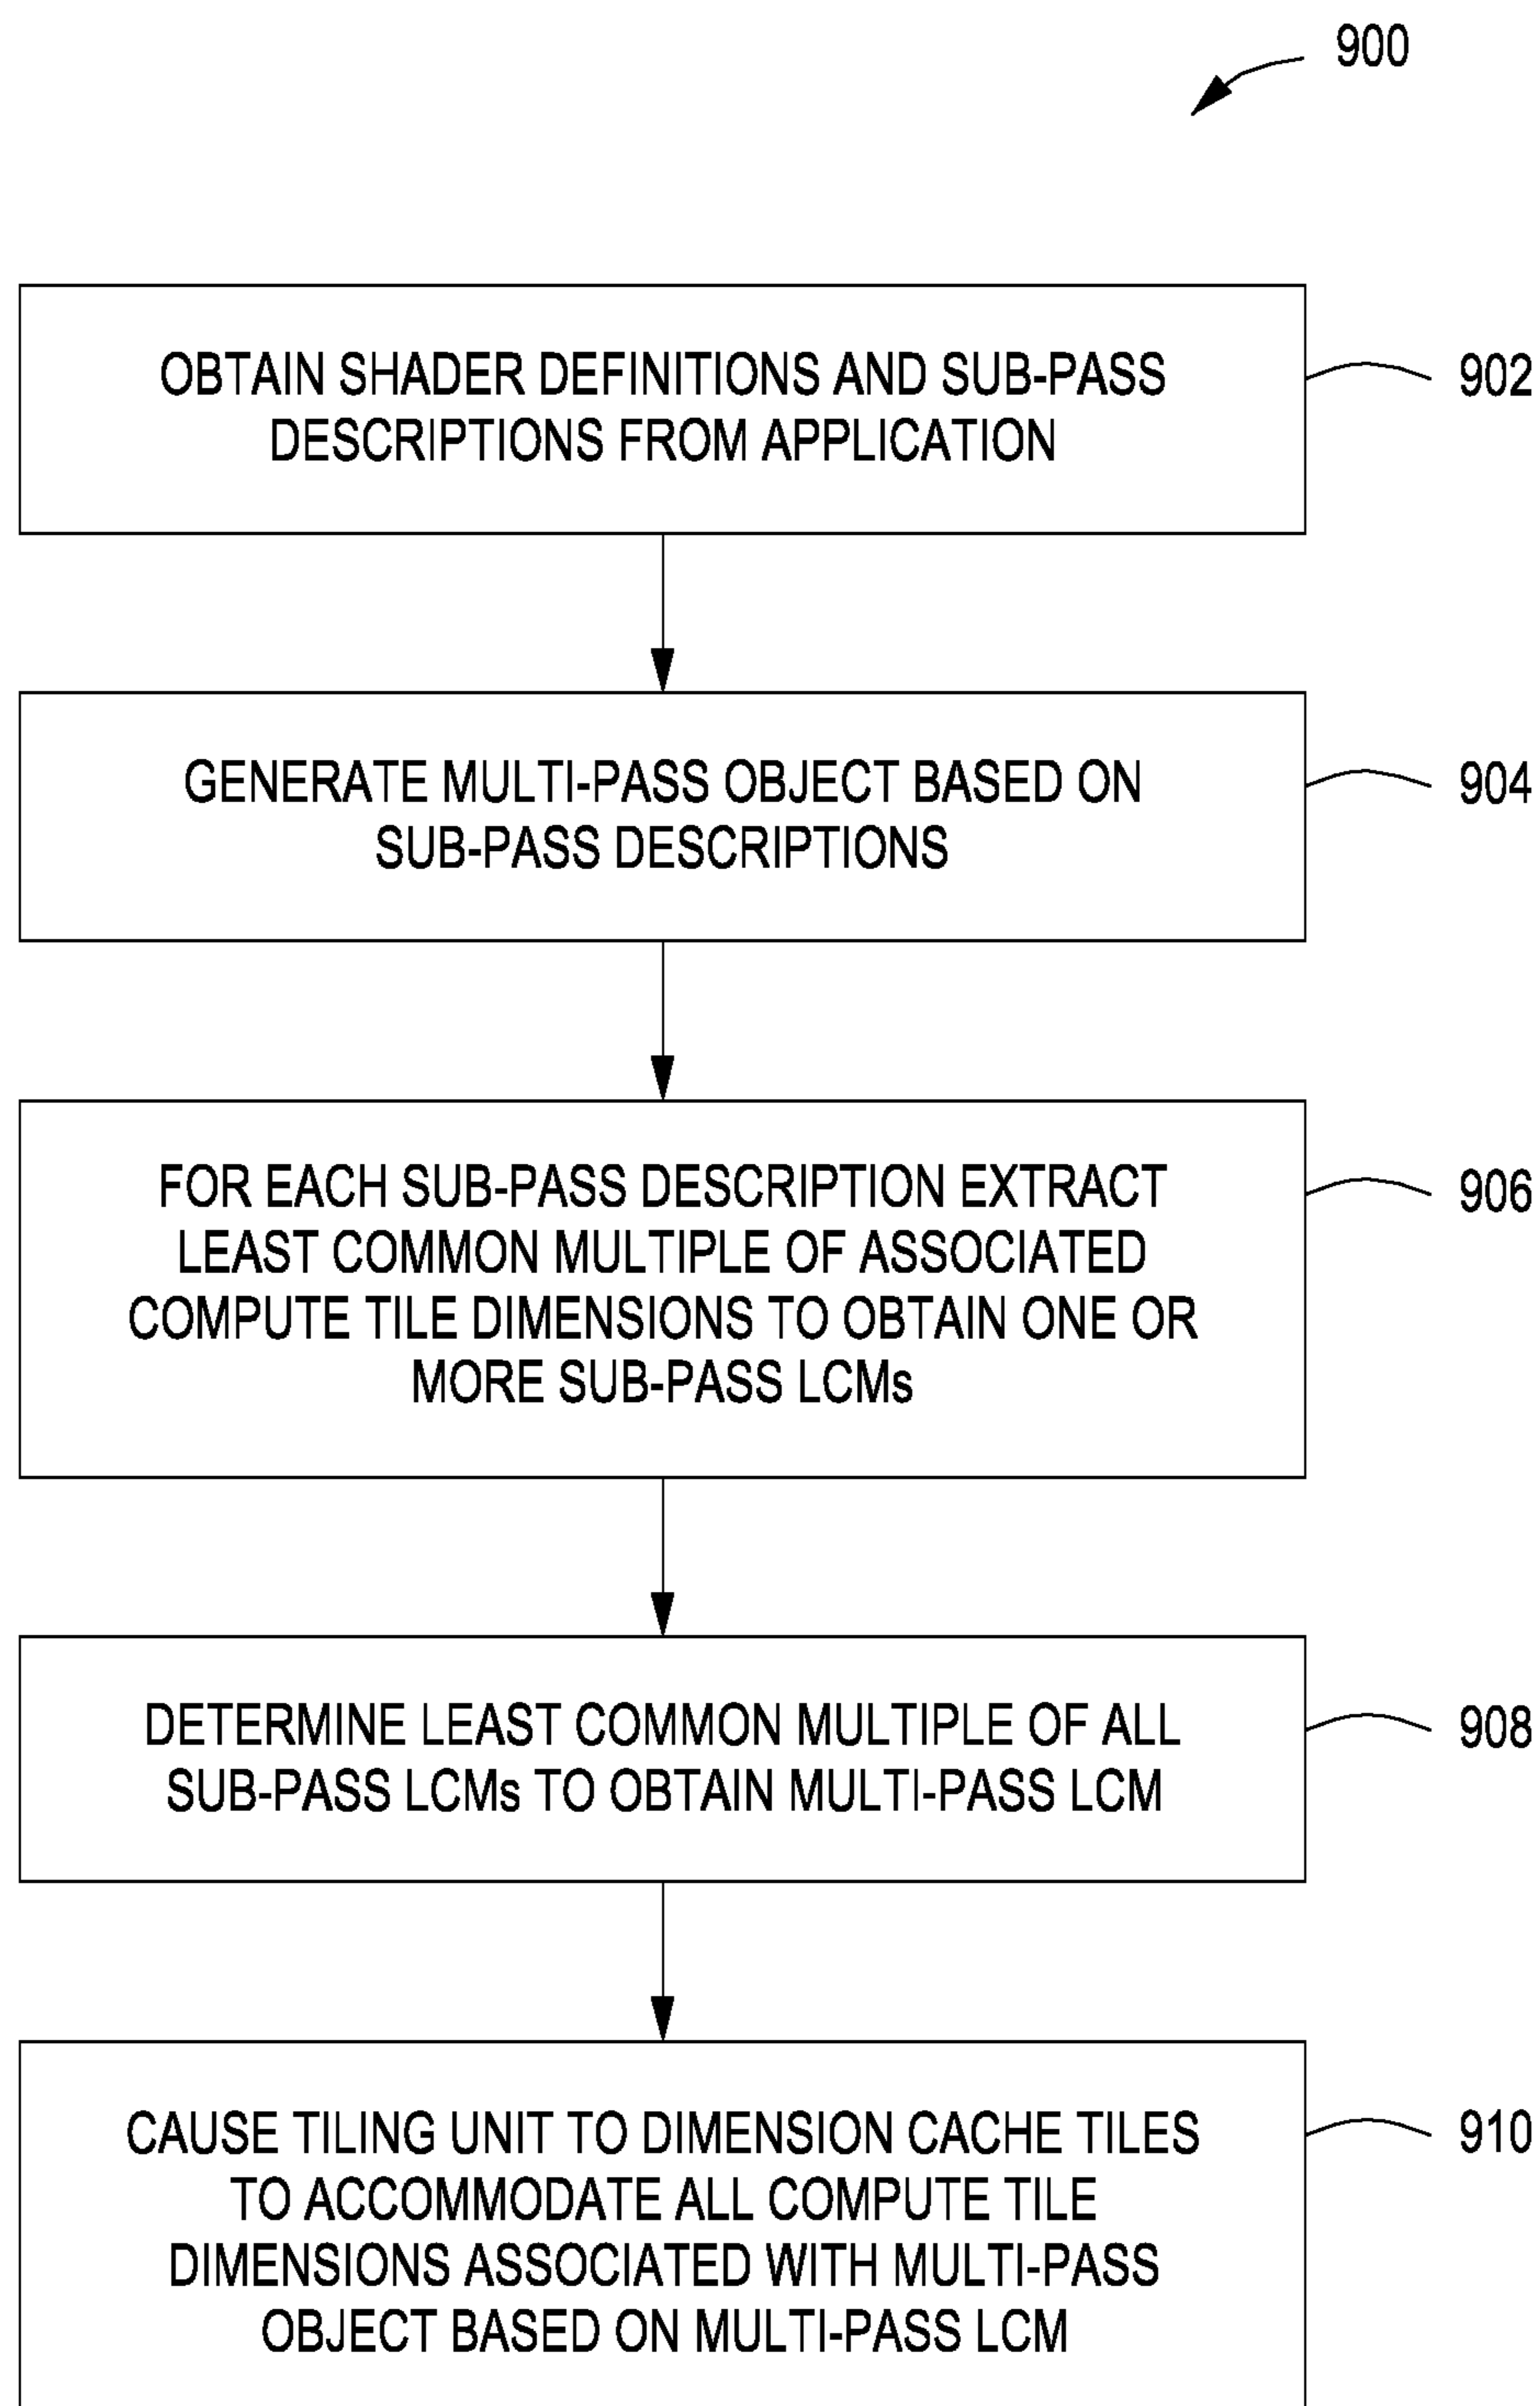 900
OBTAIN SHADER DEFINITIONS AND SUB-PASS
DESCRIPTIONS FROM APPLICATION
902
GENERATE MULTI-PASS OBJECT BASED ON
SUB-PASS DESCRIPTIONS
904
FOR EACH SUB-PASS DESCRIPTION EXTRACT
LEAST COMMON MULTIPLE OF ASSOCIATED
COMPUTE TILE DIMENSIONS TO OBTAIN ONE OR
MORE SUB-PASS LCMs
906
DETERMINE LEAST COMMON MULTIPLE OF ALL
SUB-PASS LCMs TO OBTAIN MULTI-PASS LCM
908
CAUSE TILING UNIT TO DIMENSION CACHE TILES
TO ACCOMMODATE ALL COMPUTE TILE
DIMENSIONS ASSOCIATED WITH MULTI-PASS
OBJECT BASED ON MULTI-PASS LCM
910